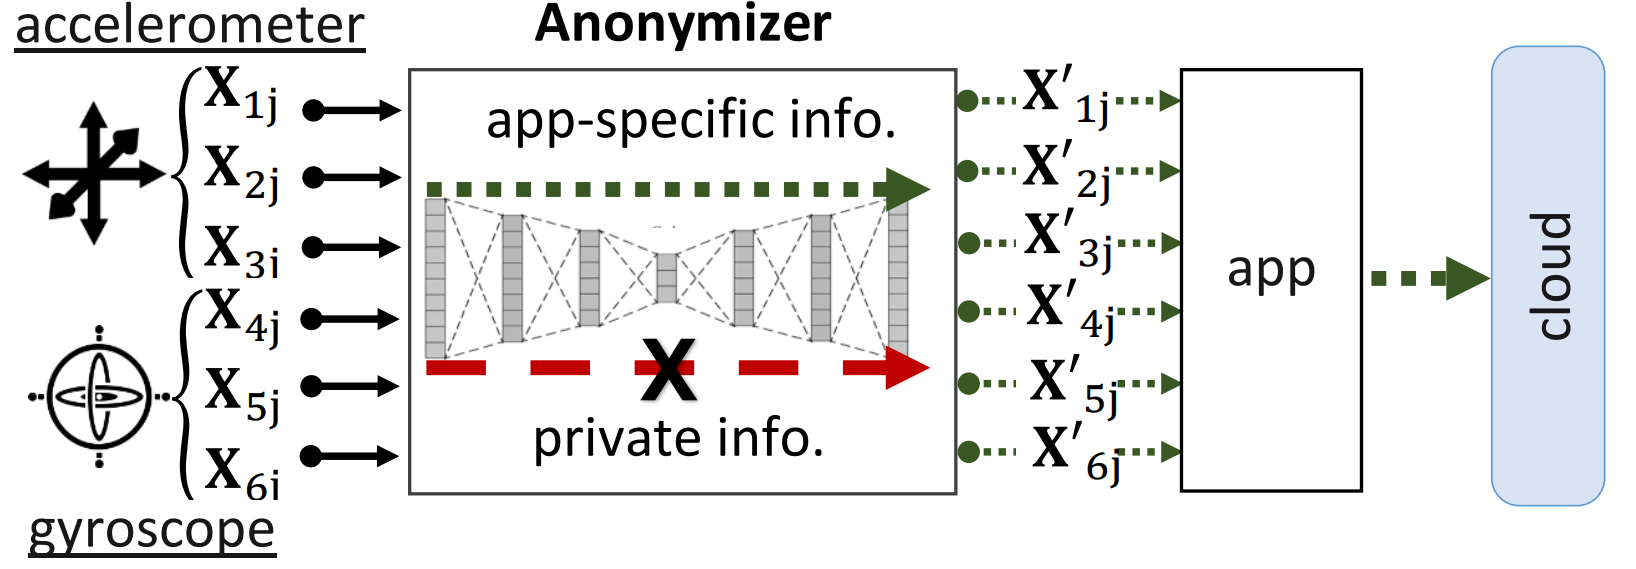 accelerometer
Anonymizer
X1j
X2j
X3j
X4j
X5j
X6j
gyroscope
app-specific info.
X
private info.
X′1j
X′2j
X′3j
X′4j
X′5j
X′6j
app
cloud